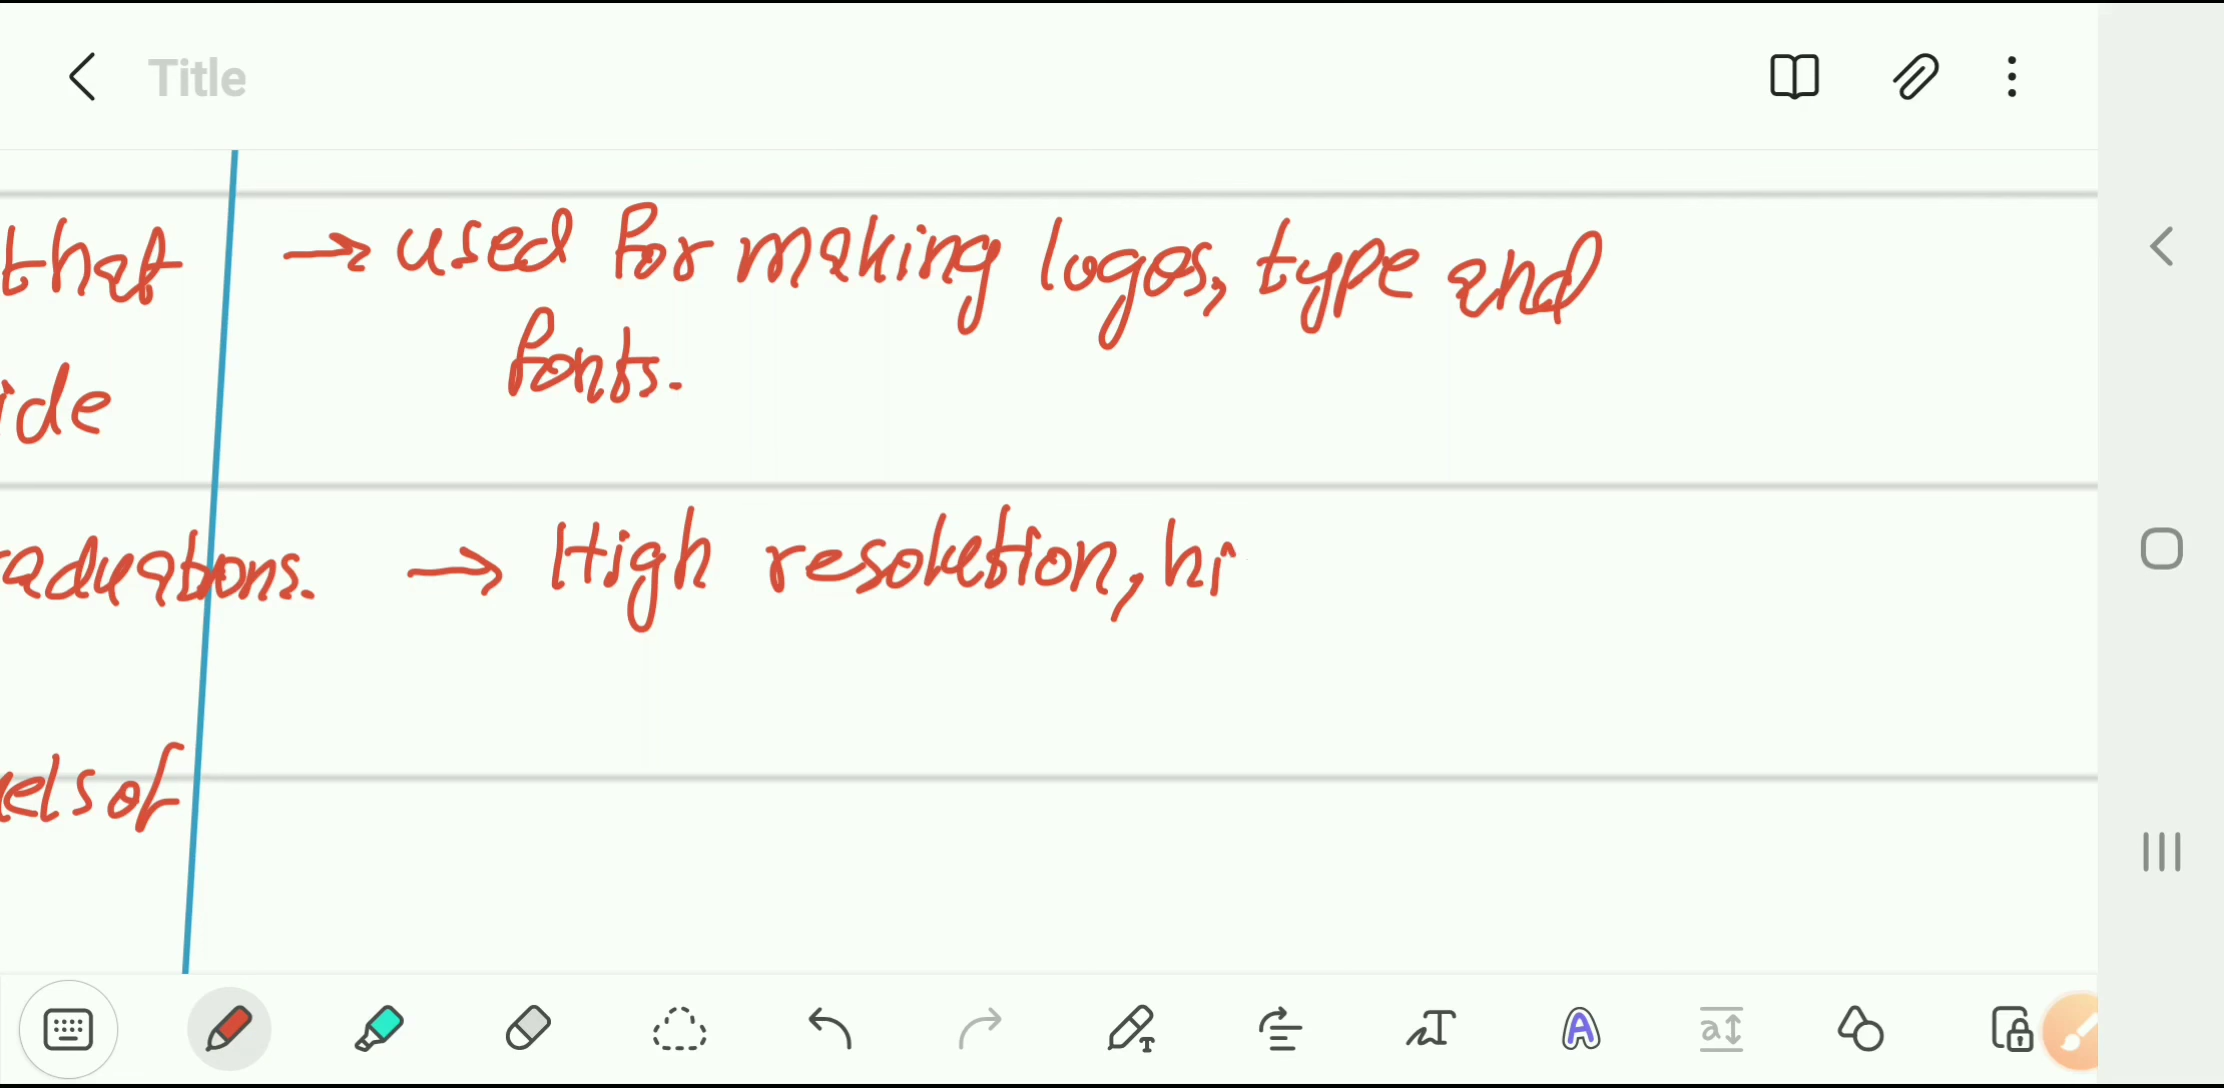 Title
that → used for making logos, type and
fonts.
ide
aduations. → High resolution, hi
els of